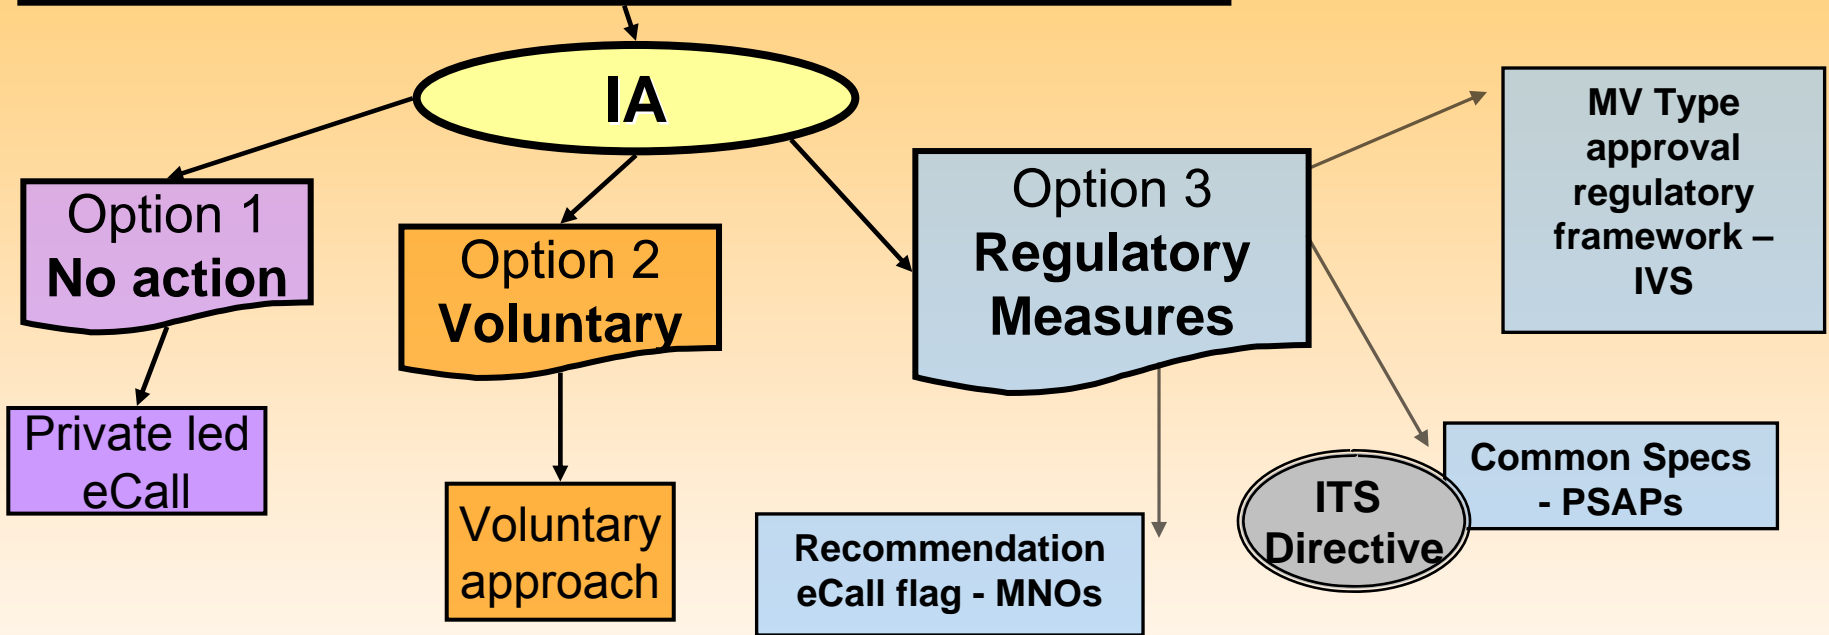 IA
Option 1
No action
Private led
eCall
Option 2
Voluntary
Voluntary
approach
Option 3
Regulatory
Measures
Recommendation
eCall flag - MNOs
MV Type
approval
regulatory
framework –
IVS
ITS
Directive
Common Specs
- PSAPs